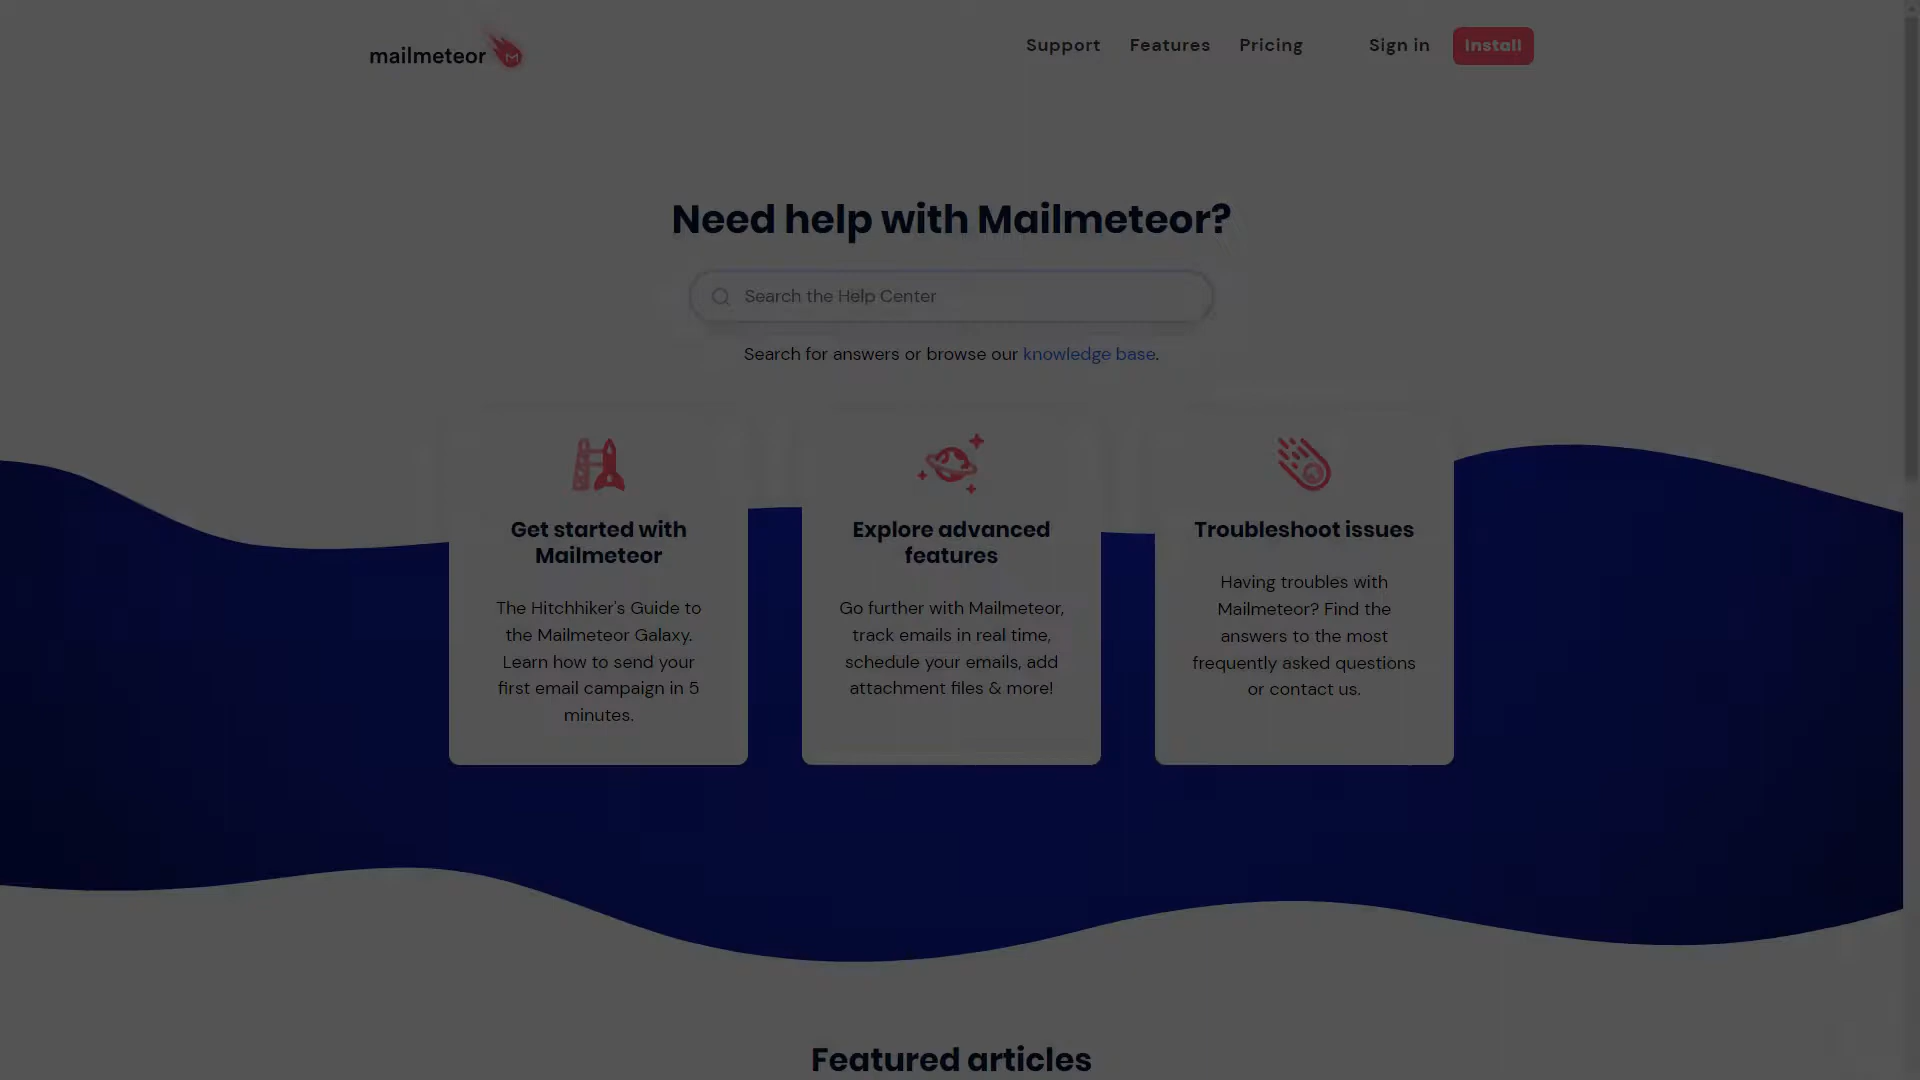 mailmeteor
Support
Features
Pricing
Sign in
Install
Need help with Mailmeteor?
Search the Help Center
Search for answers or browse our knowledge base.
Get started with
Mailmeteor
The Hitchhiker's Guide to
the Mailmeteor Galaxy.
Learn how to send your
first email campaign in 5
minutes.
Explore advanced
features
Go further with Mailmeteor,
track emails in real time,
schedule your emails, add
attachment files & more!
Troubleshoot issues
Having troubles with
Mailmeteor? Find the
answers to the most
frequently asked questions
or contact us.
Featured articles